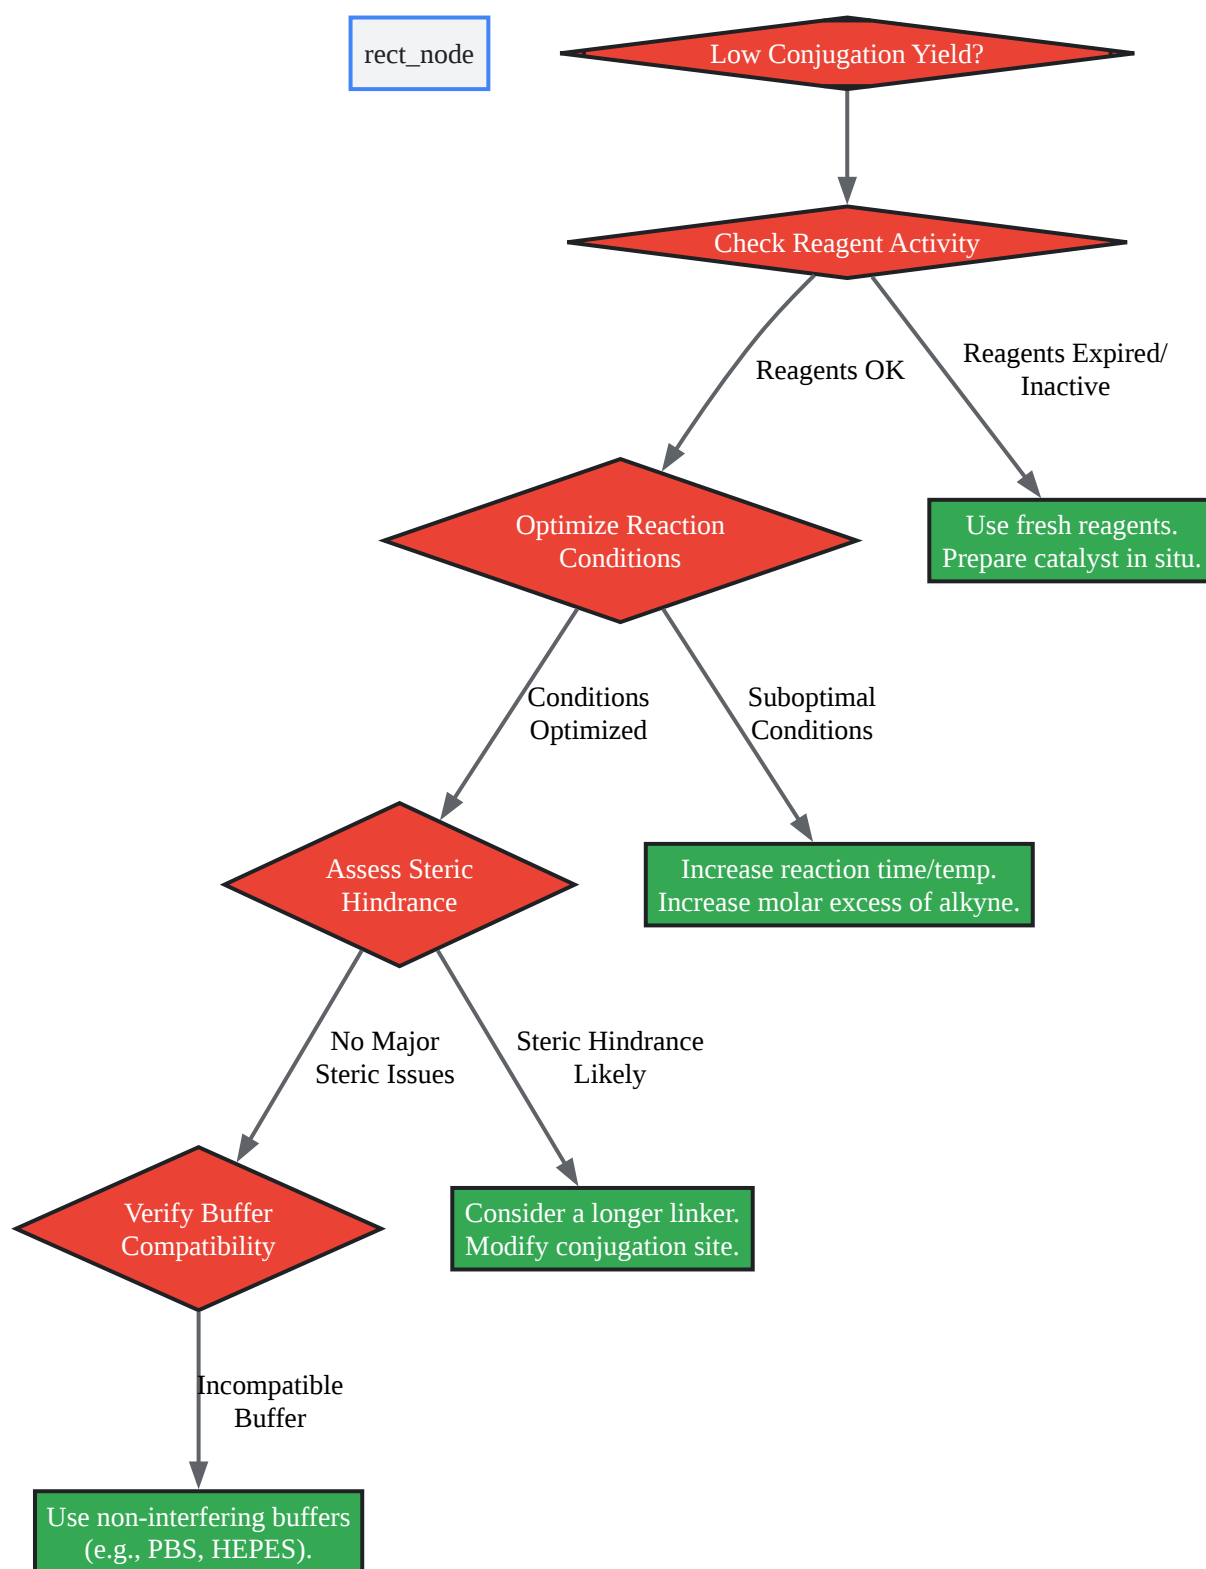 rect_node
Low Conjugation Yield?
Check Reagent Activity
Reagents OK
Reagents Expired/
Inactive
Optimize Reaction
Conditions
Use fresh reagents.
Prepare catalyst in situ.
Conditions
Optimized
Suboptimal
Conditions
Assess Steric
Hindrance
Increase reaction time/temp.
Increase molar excess of alkyne.
No Major
Steric Issues
Steric Hindrance
Likely
Verify Buffer
Compatibility
Consider a longer linker.
Modify conjugation site.
Incompatible
Buffer
Use non-interfering buffers
(e.g., PBS, HEPES).